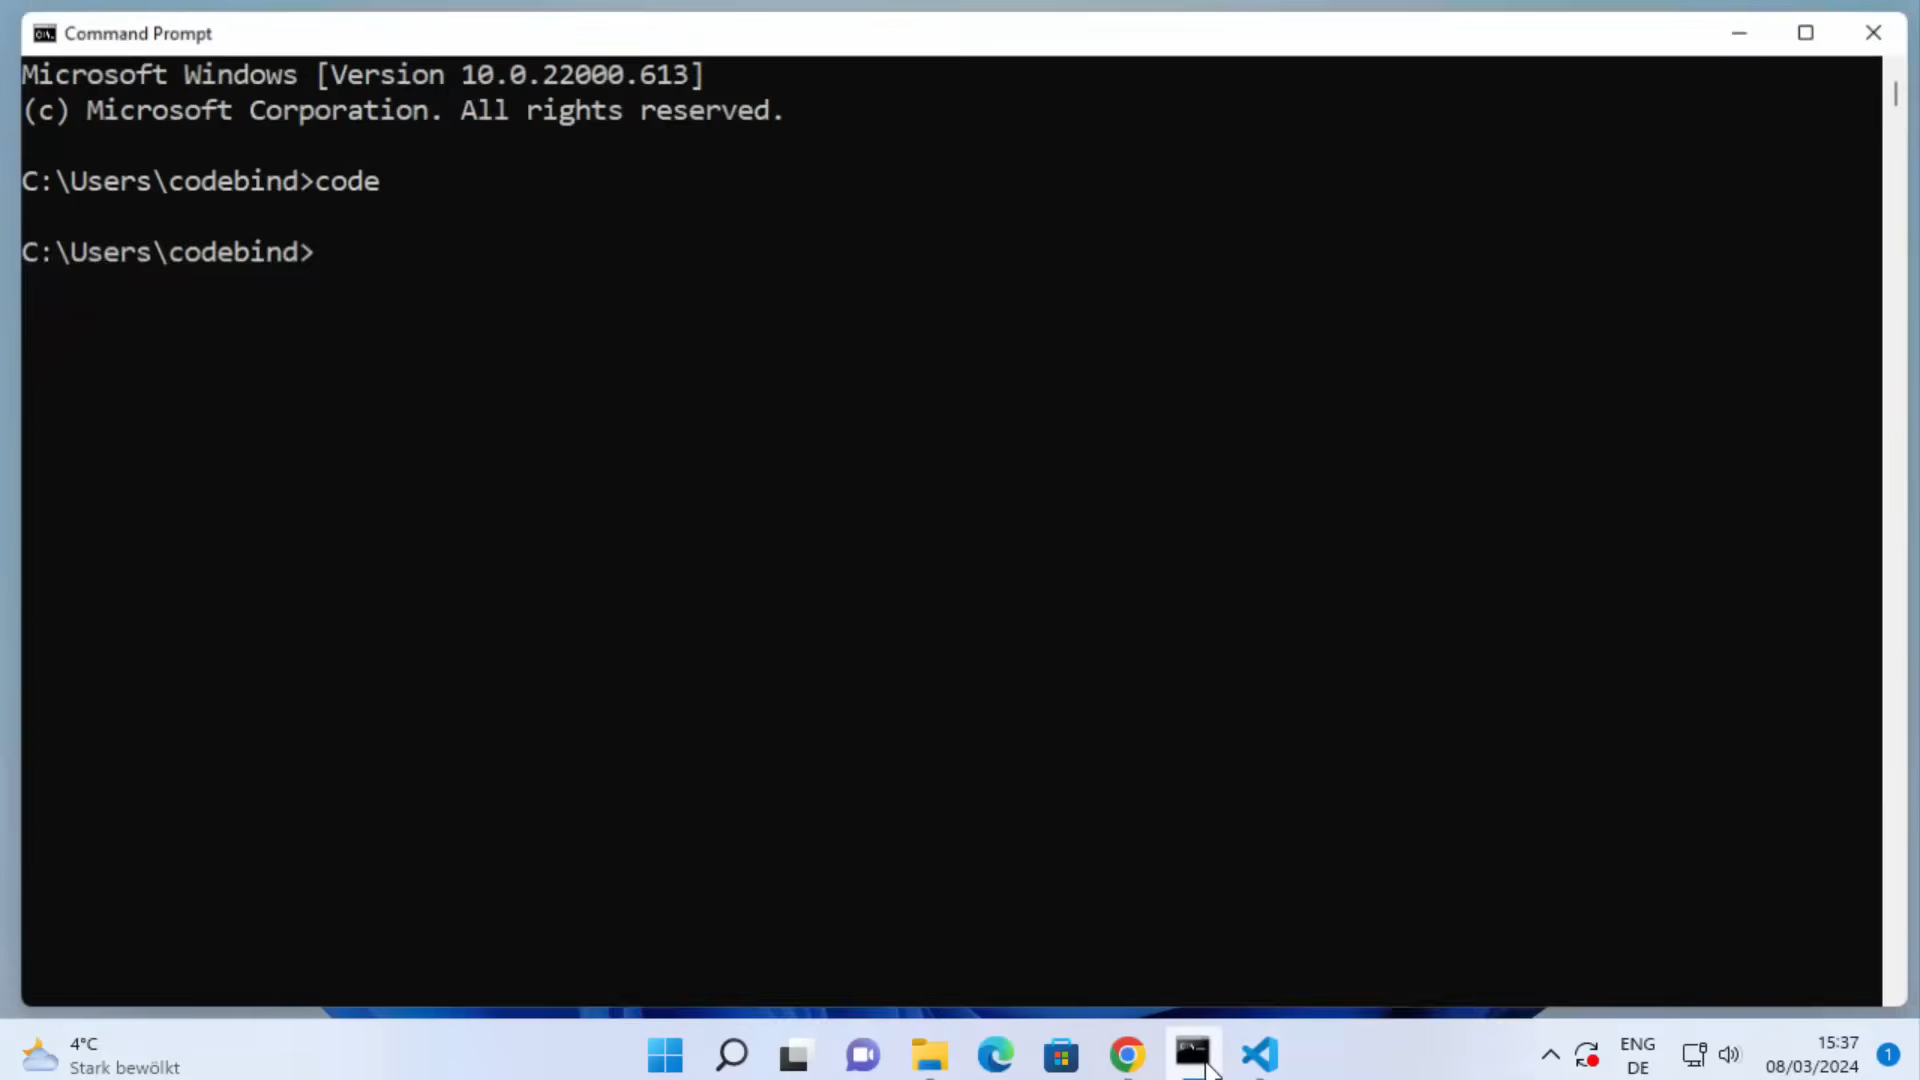 Command Prompt
Microsoft Windows [Version 10.0.22000.613]
(c) Microsoft Corporation. All rights reserved.
C:\Users\codebind>code
C:\Users\codebind>
4°C
Stark bewölkt
ENG
DE
15:37
08/03/2024
1